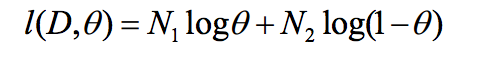 l(D,θ) = N₁ logθ + N₂ log(1−θ)